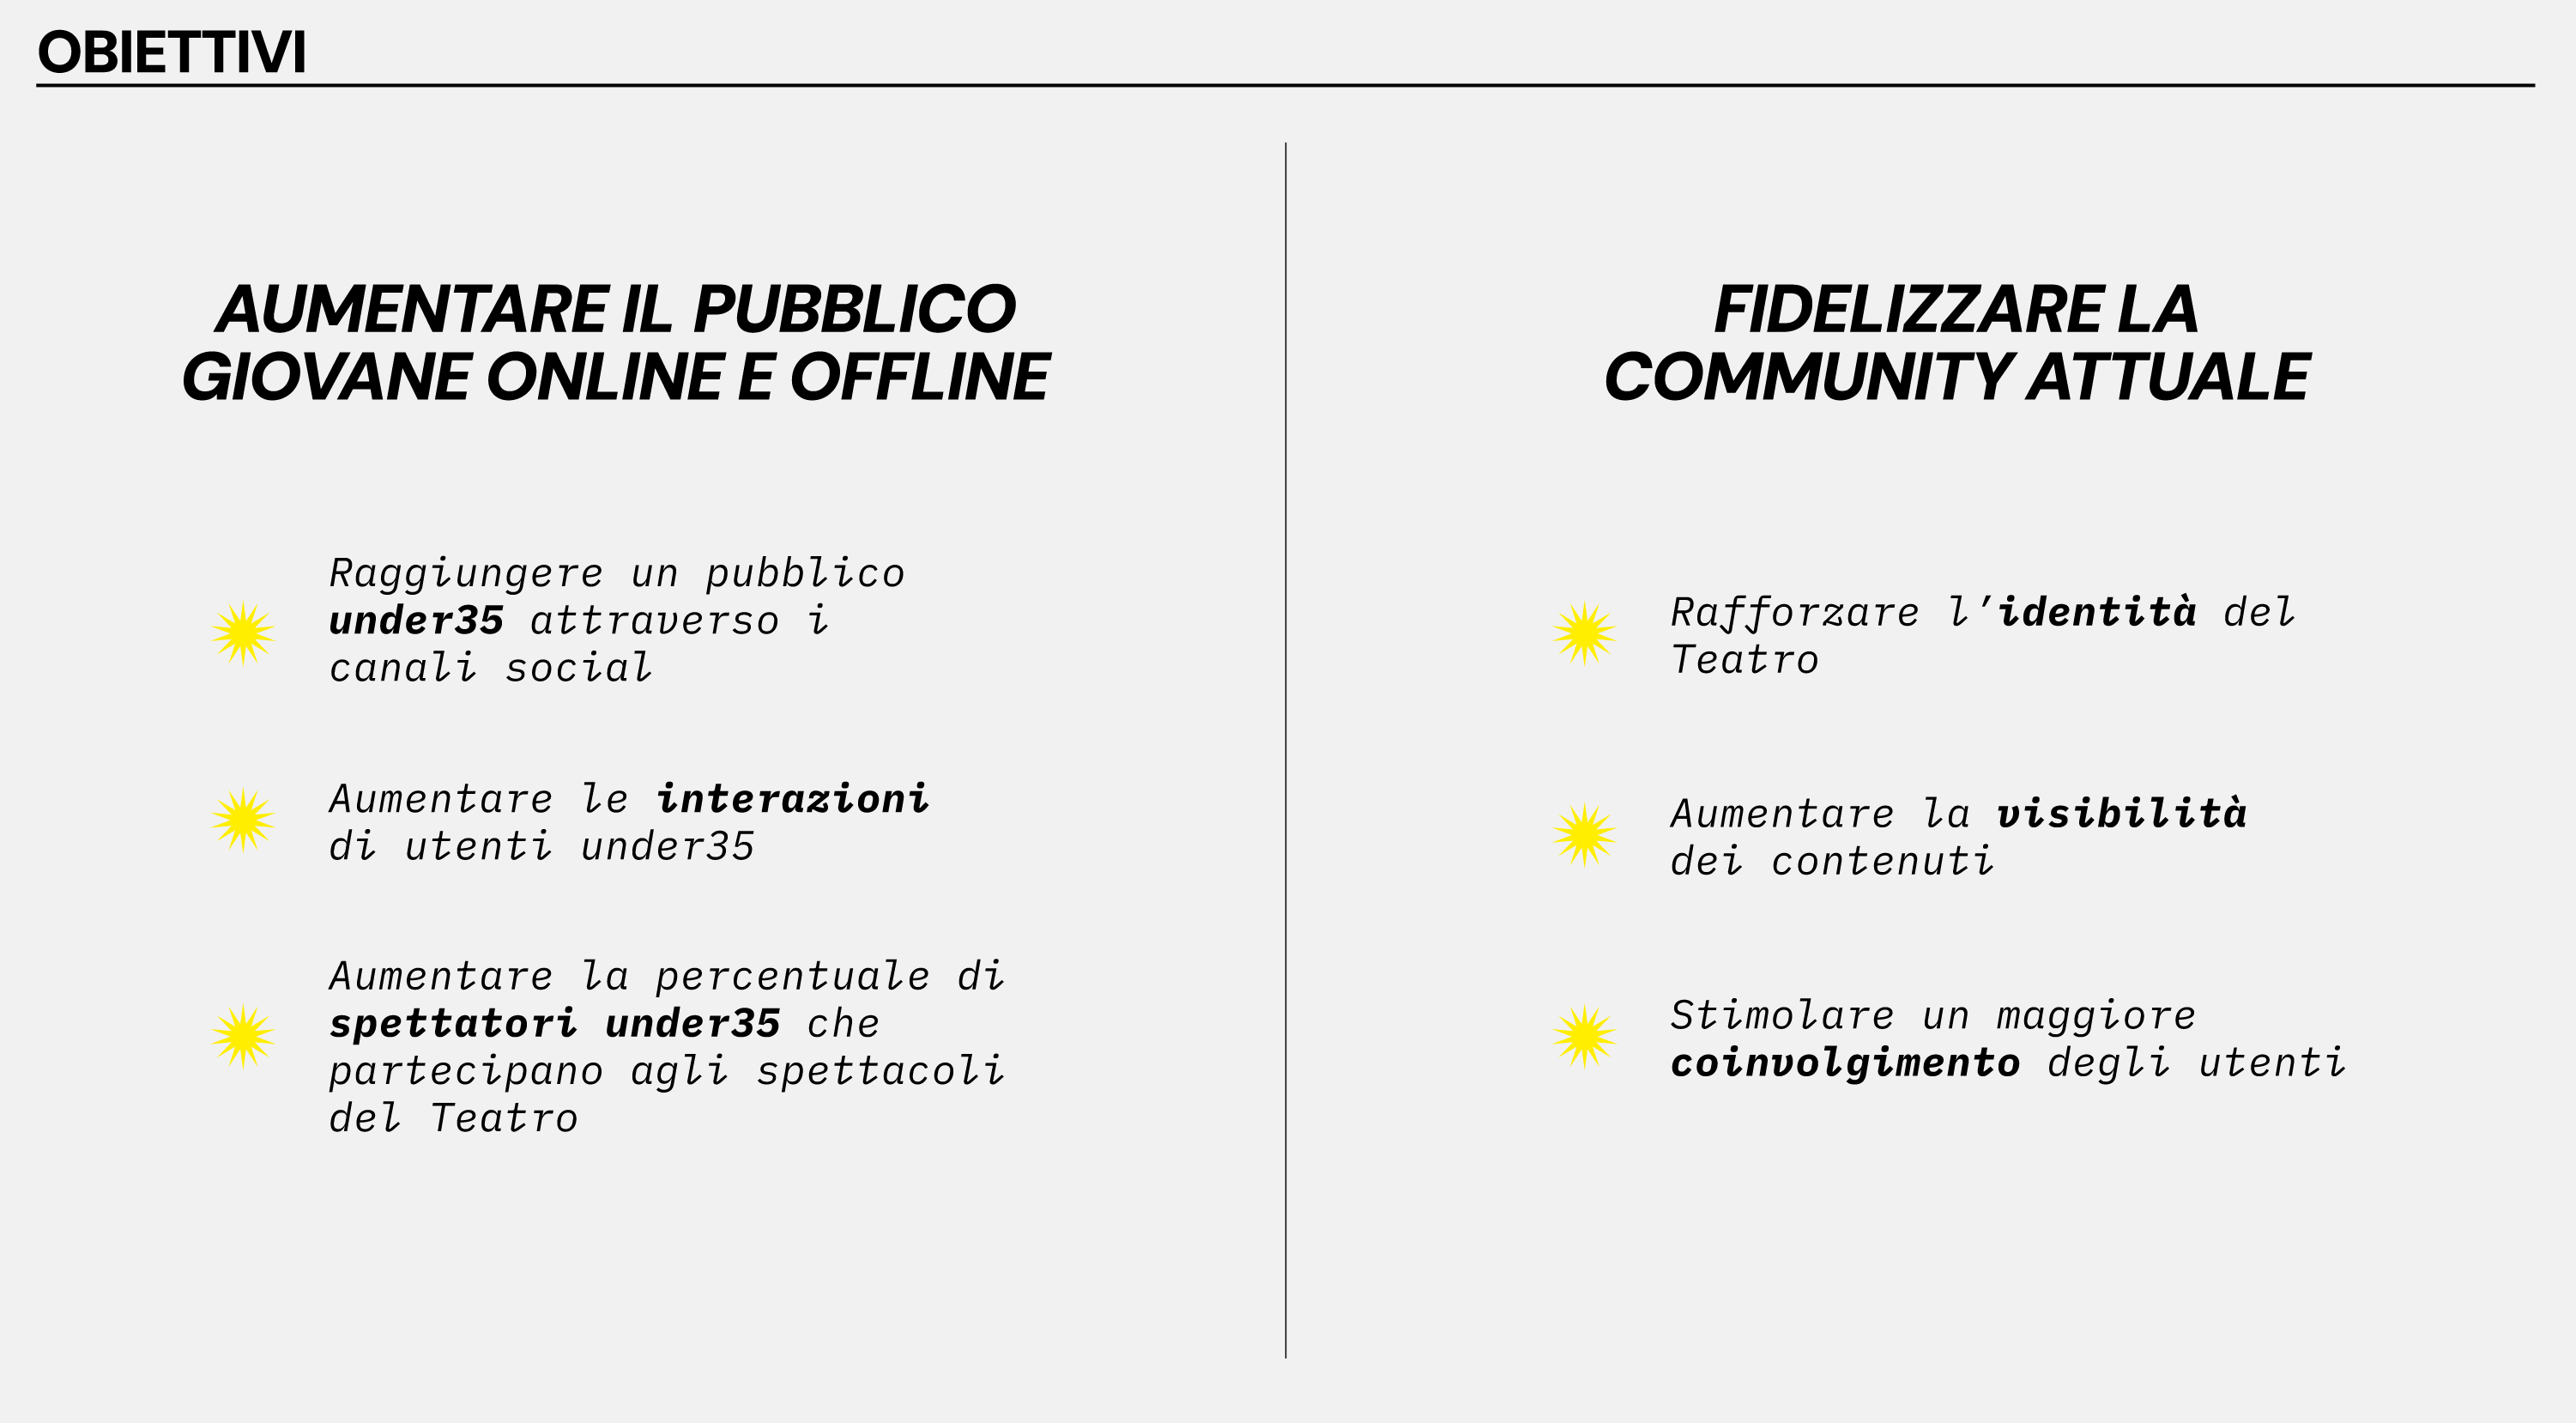 OBIETTIVI
AUMENTARE IL PUBBLICO
GIOVANE ONLINE E OFFLINE
Raggiungere un pubblico
under35 attraverso i
canali social
Aumentare le interazioni
di utenti under35
Aumentare la percentuale di
spettatori under35 che
partecipano agli spettacoli
del Teatro
FIDELIZZARE LA
COMMUNITY ATTUALE
Rafforzare l’identità del
Teatro
Aumentare la visibilità
dei contenuti
Stimolare un maggiore
coinvolgimento degli utenti